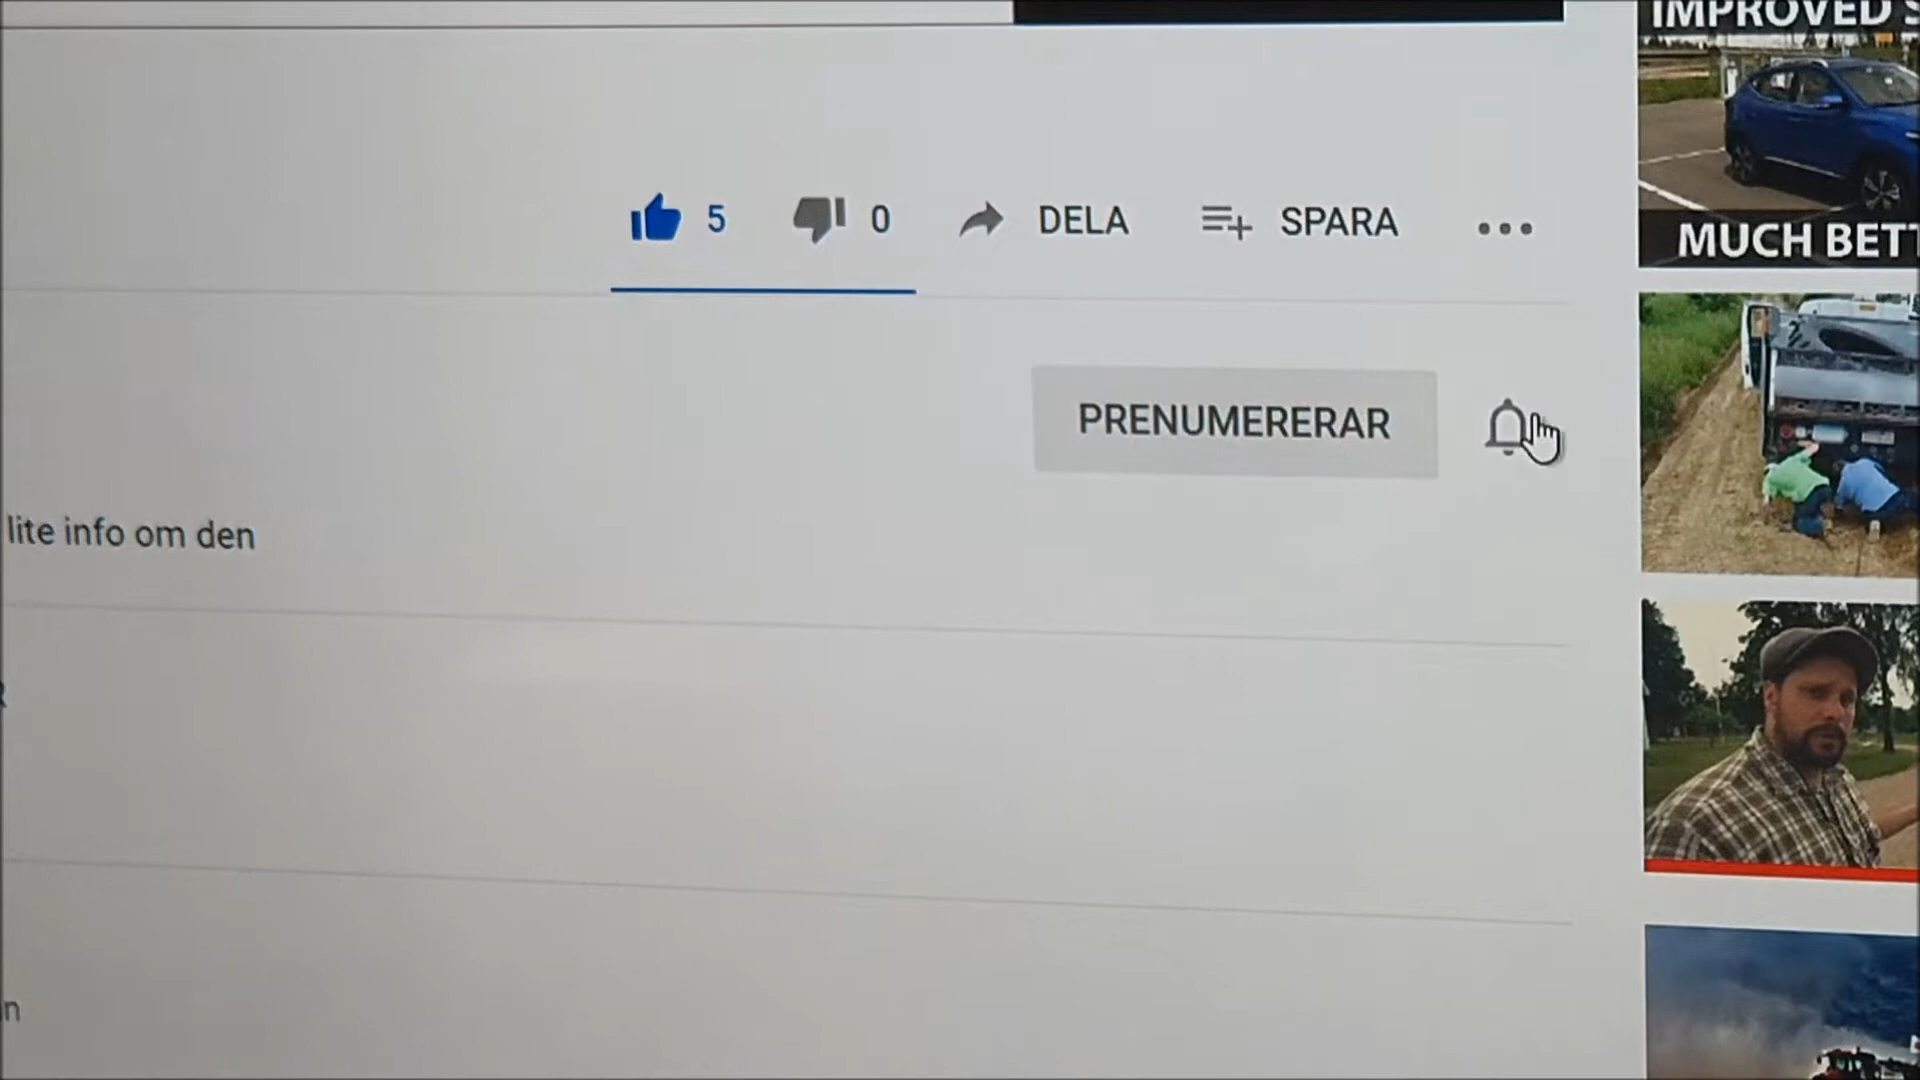 IMPROVED
5 0 DELA SPARA
MUCH BETT
PRENUMERERAR
lite info om den